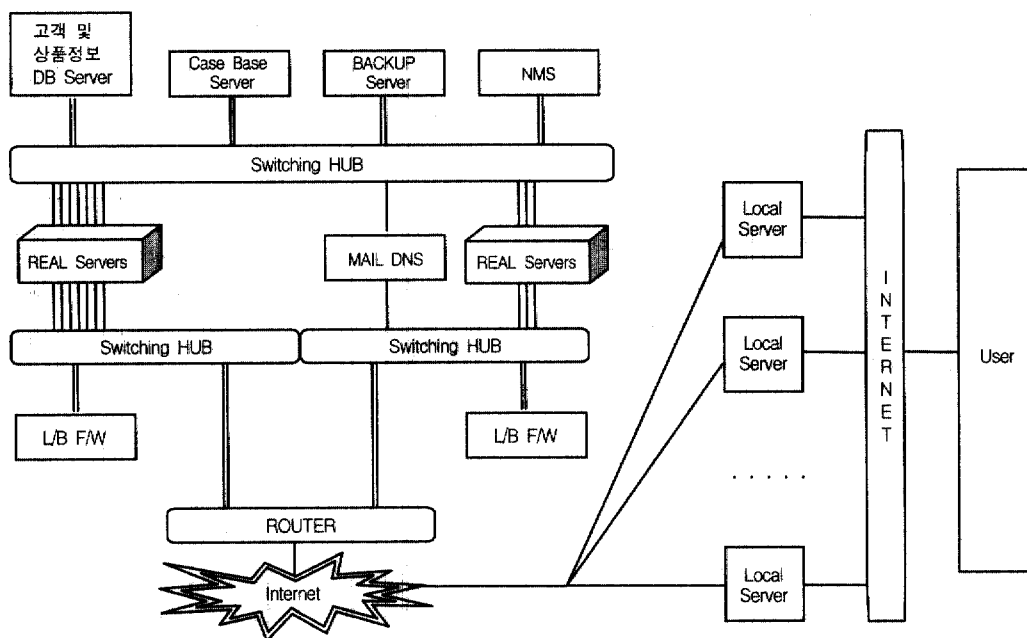 고객 및
상품정보
DB Server
Case Base
Server
BACKUP
Server
NMS
Switching HUB
REAL Servers
MAIL DNS
REAL Servers
Switching HUB
Switching HUB
L/B F/W
L/B F/W
ROUTER
Internet
Local
Server
Local
Server
. . . . .
Local
Server
INTERNET
User